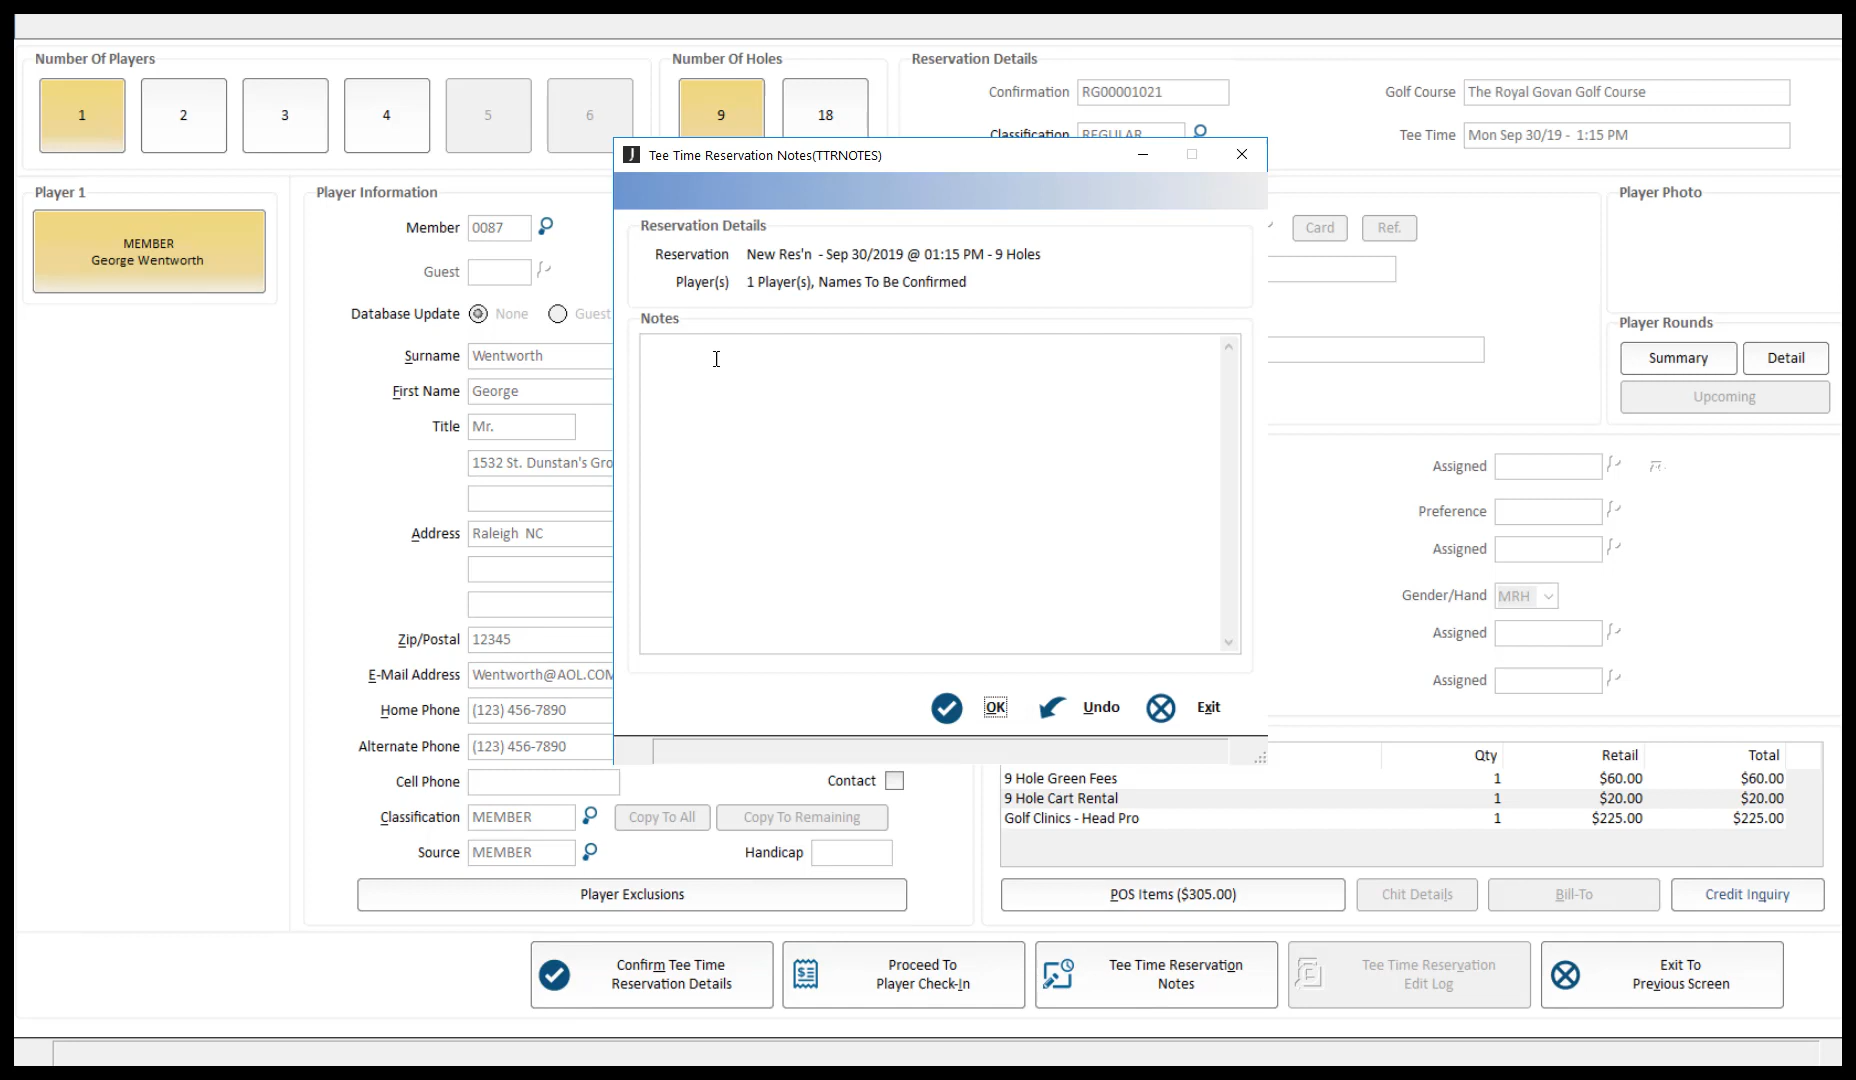 Number Of Players
Number Of Holes
Reservation Details
1
2
3
4
5
6
9
18
Confirmation RG00001021
Golf Course The Royal Govan Golf Course
Classification REGULAR
Tee Time Mon Sep 30/19 - 1:15 PM
Tee Time Reservation Notes(TTRNOTES)
Player 1
MEMBER
George Wentworth
Player Information
Member 0087
Guest
Database Update None Guest
Surname Wentworth
First Name George
Title Mr.
1532 St. Dunstan's Gro
Address Raleigh NC
Zip/Postal 12345
E-Mail Address Wentworth@AOL.COM
Home Phone (123) 456-7890
Alternate Phone (123) 456-7890
Cell Phone
Contact
Classification MEMBER
Copy To All
Copy To Remaining
Source MEMBER
Handicap
Player Exclusions
Reservation Details
Reservation New Res'n - Sep 30/2019 @ 01:15 PM - 9 Holes
Player(s) 1 Player(s), Names To Be Confirmed
Notes
OK
Undo
Exit
Card
Ref.
Player Photo
Player Rounds
Summary
Detail
Upcoming
Assigned
Preference
Assigned
Gender/Hand MRH
Assigned
Assigned
Qty Retail Total
9 Hole Green Fees 1 $60.00 $60.00
9 Hole Cart Rental 1 $20.00 $20.00
Golf Clinics - Head Pro 1 $225.00 $225.00
POS Items ($305.00)
Chit Details
Bill-To
Credit Inquiry
Confirm Tee Time
Reservation Details
Proceed To
Player Check-In
Tee Time Reservation
Notes
Tee Time Reservation
Edit Log
Exit To
Previous Screen